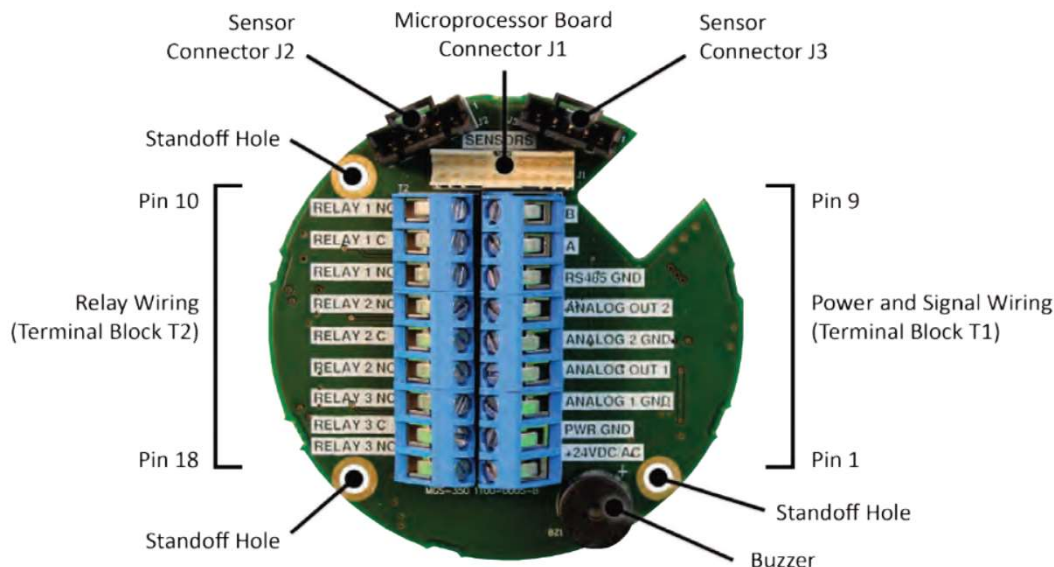 Sensor
Connector J2
Microprocessor Board
Connector J1
Sensor
Connector J3
Standoff Hole
J2
J3
SENSORS
J1
T2
Pin 10
Pin 9
RELAY 1 NO
B
RELAY 1 C
A
RELAY 1 NC
RS485 GND
Relay Wiring
(Terminal Block T2)
RELAY 2 NO
ANALOG OUT 2
Power and Signal Wiring
(Terminal Block T1)
RELAY 2 C
ANALOG 2 GND
RELAY 2 NC
ANALOG OUT 1
RELAY 3 NO
ANALOG 1 GND
RELAY 3 C
PWR GND
RELAY 3 NC
+24VDC/AC
Pin 18
Pin 1
+
Standoff Hole
Standoff Hole
Buzzer